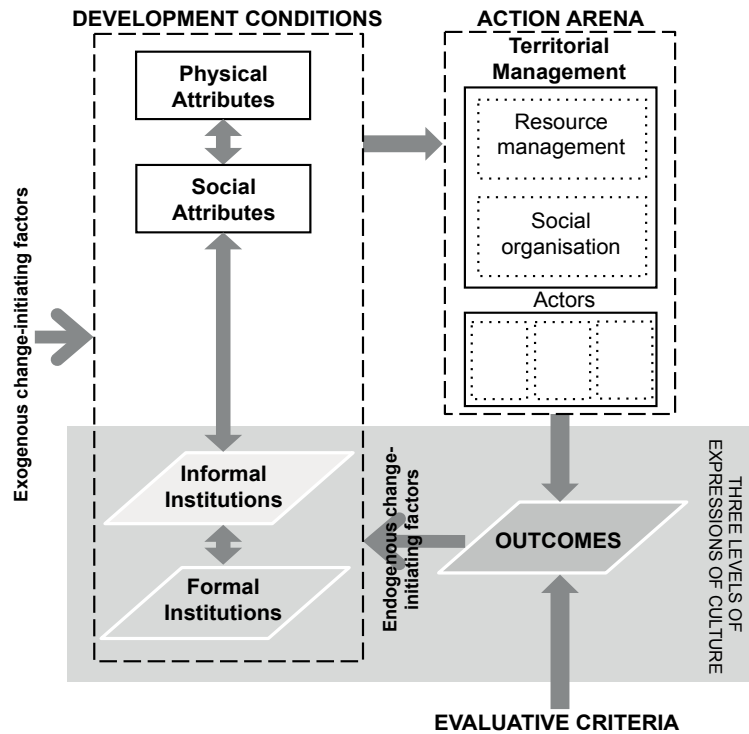 DEVELOPMENT CONDITIONS
Physical
Attributes
Social
Attributes
Informal
Institutions
Formal
Institutions
Exogenous change-initiating factors
ACTION ARENA
Territorial
Management
Resource
management
Social
organisation
Actors
Endogenous change-
initiating factors
OUTCOMES
THREE LEVELS OF
EXPRESSIONS OF CULTURE
EVALUATIVE CRITERIA